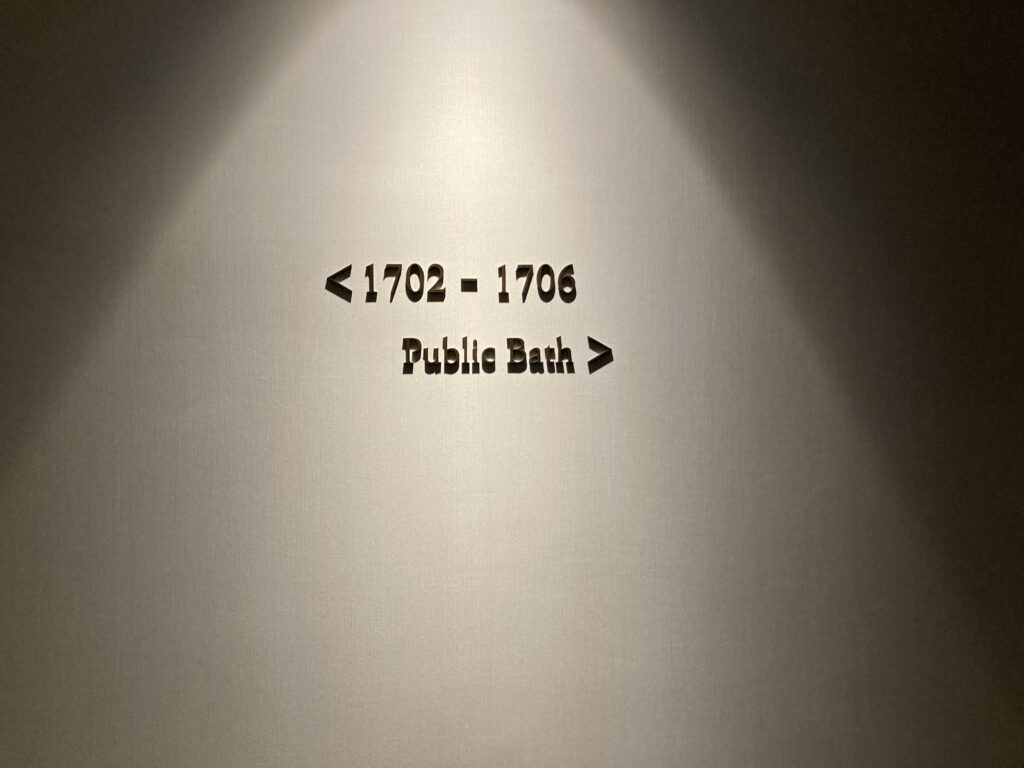 < 1702 - 1706
Public Bath >